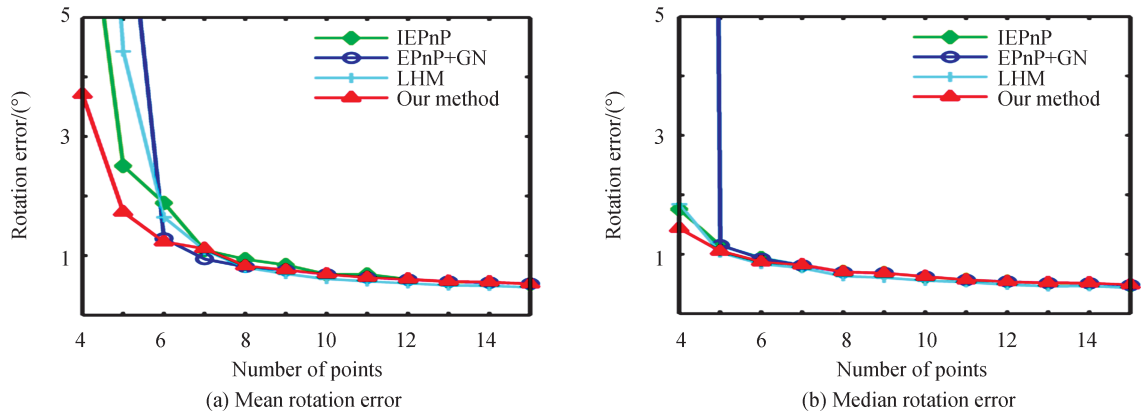 5
3
1
Rotation error/(°)
IEPnP
EPnP+GN
LHM
Our method
4 6 8 10 12 14
Number of points
(a) Mean rotation error
5
3
1
Rotation error/(°)
IEPnP
EPnP+GN
LHM
Our method
4 6 8 10 12 14
Number of points
(b) Median rotation error